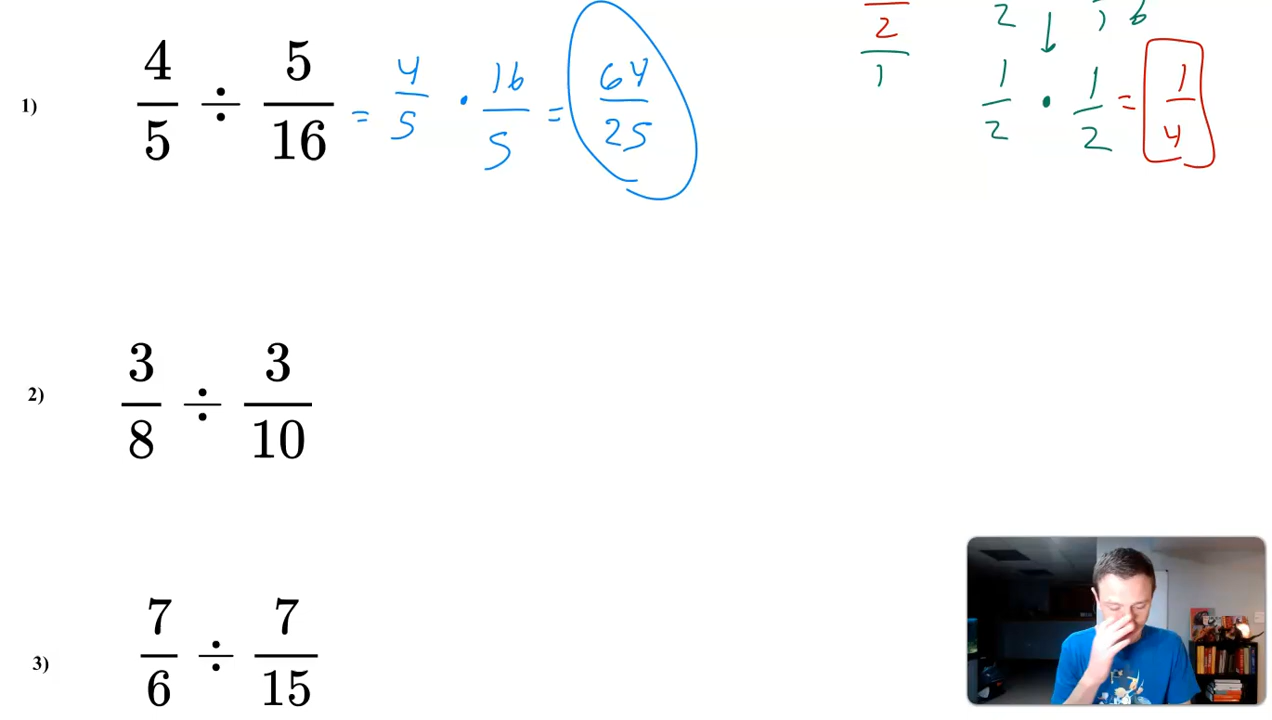 1) 4/5 ÷ 5/16 = 4/5 · 16/5 = 64/25
2/1
2 16
1/2 · 1/2 = 1/4
2) 3/8 ÷ 3/10
3) 7/6 ÷ 7/15